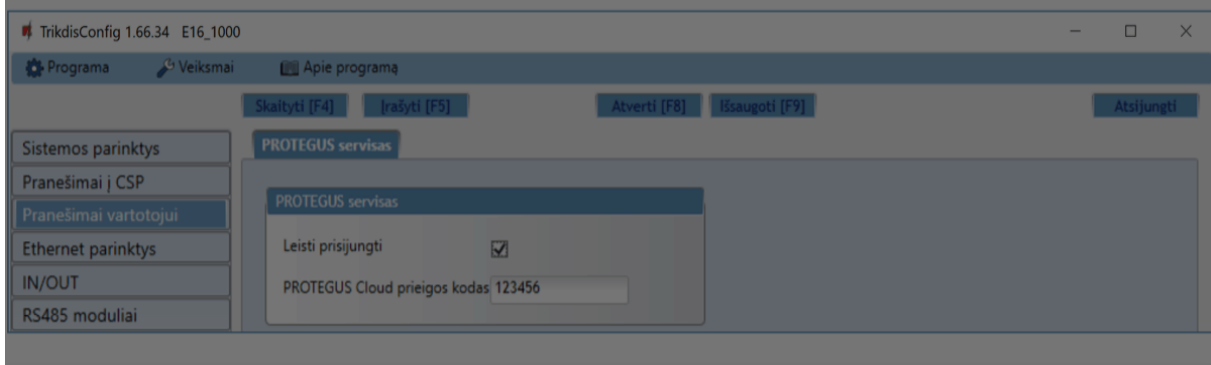 TrikdisConfig 1.66.34 E16_1000
Programa Veiksmai Apie programą
Skaityti [F4] Įrašyti [F5] Atverti [F8] Išsaugoti [F9] Atsijungti
Sistemos parinktys
Pranešimai į CSP
Pranešimai vartotojui
Ethernet parinktys
IN/OUT
RS485 moduliai
PROTEGUS servisas
PROTEGUS servisas
Leisti prisijungti
PROTEGUS Cloud prieigos kodas 123456